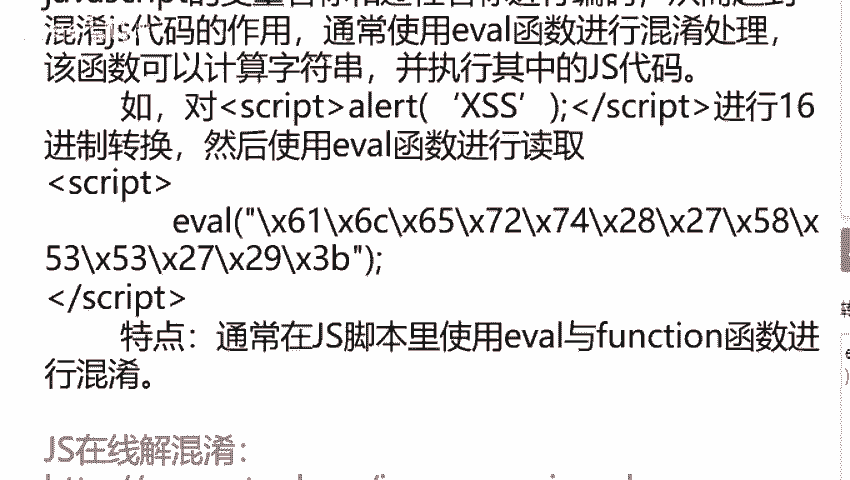 混淆js代码的作用，通常使用eval函数进行混淆处理，
该函数可以计算字符串，并执行其中的JS代码。
如，对<script>alert(‘XSS’);</script>进行16
进制转换，然后使用eval函数进行读取
<script>
eval("\x61\x6c\x65\x72\x74\x28\x27\x58\x
53\x53\x27\x29\x3b");
</script>
特点：通常在JS脚本里使用eval与function函数进
行混淆。
JS在线解混淆：